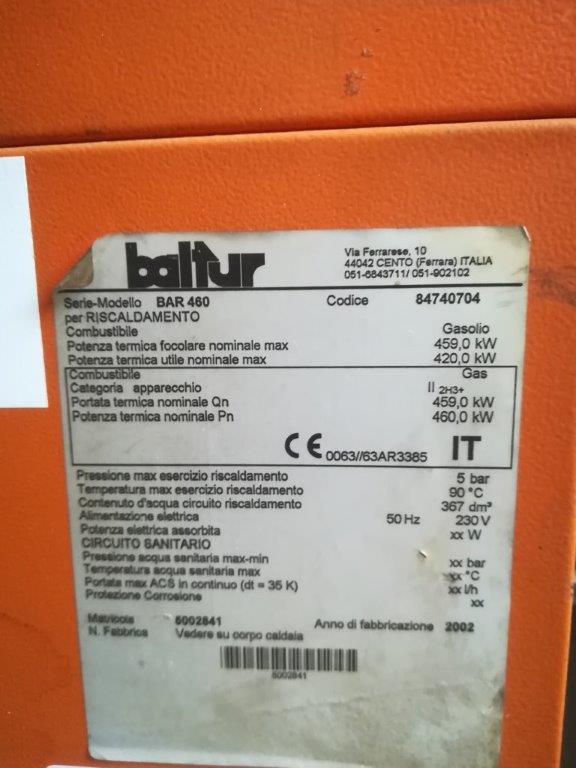 baltur
Via Ferrarese, 10
44042 CENTO (Ferrara) ITALIA
051-6843711/ 051-902102
Serie-Modello BAR 460 Codice 84740704
per RISCALDAMENTO
Combustibile Gasolio
Potenza termica focolare nominale max 459,0 kW
Potenza termica utile nominale max 420,0 kW
Combustibile Gas
Categoria apparecchio II 2H3+
Portata termica nominale Qn 459,0 kW
Potenza termica nominale Pn 460,0 kW
CE 0063//63AR3385 IT
Pressione max esercizio riscaldamento 5 bar
Temperatura max esercizio riscaldamento 90 °C
Contenuto d'acqua circuito riscaldamento 367 dm³
Alimentazione elettrica 50 Hz 230 V
Potenza elettrica assorbita xx W
CIRCUITO SANITARIO
Pressione acqua sanitaria max-min xx bar
Temperatura acqua sanitaria max xx °C
Portata max ACS in continuo (dt = 35 K) xx l/h
Protezione Corrosione xx
Matricola 5002841 Anno di fabbricazione 2002
N. Fabbrica Vedere su corpo caldaia
5002841